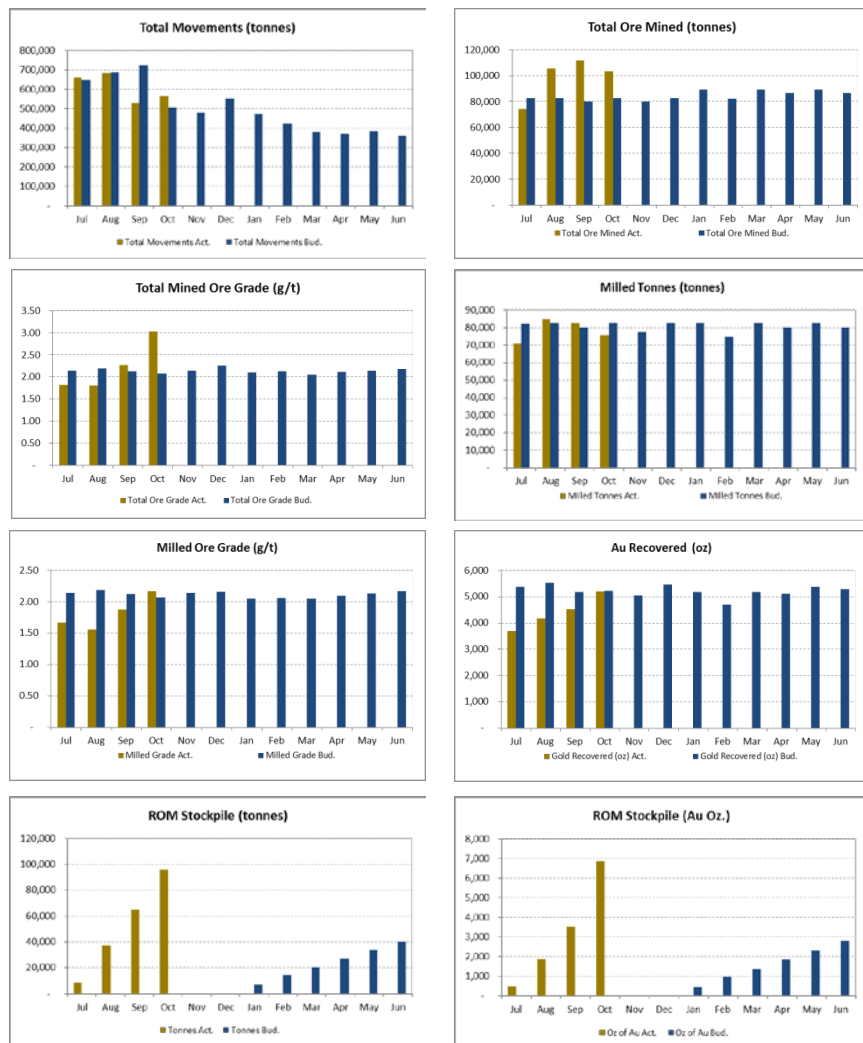 Total Movements (tonnes)
800,000
700,000
600,000
500,000
400,000
300,000
200,000
100,000
-
Jul Aug Sep Oct Nov Dec Jan Feb Mar Apr May Jun
Total Movements Act. Total Movements Bud.
Total Ore Mined (tonnes)
120,000
100,000
80,000
60,000
40,000
20,000
-
Jul Aug Sep Oct Nov Dec Jan Feb Mar Apr May Jun
Total Ore Mined Act. Total Ore Mined Bud.
Total Mined Ore Grade (g/t)
3.50
3.00
2.50
2.00
1.50
1.00
0.50
-
Jul Aug Sep Oct Nov Dec Jan Feb Mar Apr May Jun
Total Ore Grade Act. Total Ore Grade Bud.
Milled Tonnes (tonnes)
90,000
80,000
70,000
60,000
50,000
40,000
30,000
20,000
10,000
-
Jul Aug Sep Oct Nov Dec Jan Feb Mar Apr May Jun
Milled Tonnes Act. Milled Tonnes Bud.
Milled Ore Grade (g/t)
2.50
2.00
1.50
1.00
0.50
-
Jul Aug Sep Oct Nov Dec Jan Feb Mar Apr May Jun
Milled Grade Act. Milled Grade Bud.
Au Recovered (oz)
6,000
5,000
4,000
3,000
2,000
1,000
-
Jul Aug Sep Oct Nov Dec Jan Feb Mar Apr May Jun
Gold Recovered (oz) Act. Gold Recovered (oz) Bud.
ROM Stockpile (tonnes)
120,000
100,000
80,000
60,000
40,000
20,000
-
Jul Aug Sep Oct Nov Dec Jan Feb Mar Apr May Jun
Tonnes Act. Tonnes Bud.
ROM Stockpile (Au Oz.)
8,000
7,000
6,000
5,000
4,000
3,000
2,000
1,000
-
Jul Aug Sep Oct Nov Dec Jan Feb Mar Apr May Jun
Oz of Au Act. Oz of Au Bud.